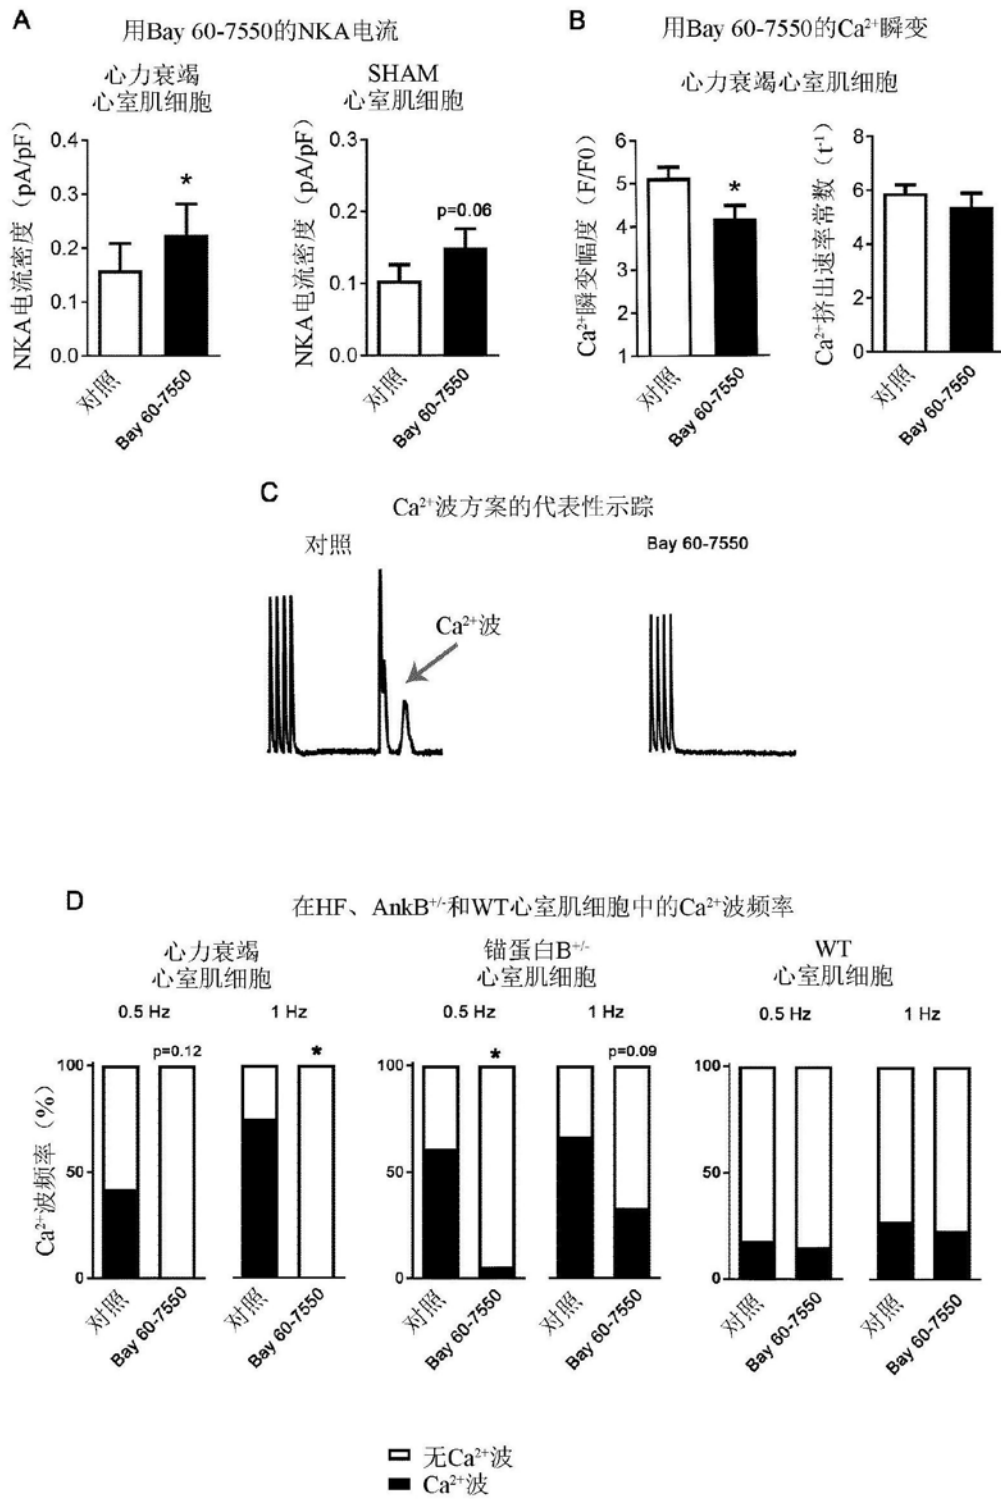 A
用Bay 60-7550的NKA电流
心力衰竭
心室肌细胞
NKA电流密度（pA/pF）
0.4
0.3
0.2
0.1
0.0
*
对照
Bay 60-7550
SHAM
心室肌细胞
NKA电流密度（pA/pF）
0.3
0.2
0.1
0.0
p=0.06
对照
Bay 60-7550
B
用Bay 60-7550的Ca²⁺瞬变
心力衰竭心室肌细胞
Ca²⁺瞬变幅度（F/F0）
6
5
4
3
2
1
*
对照
Bay 60-7550
Ca²⁺挤出速率常数（t⁻¹）
8
6
4
2
0
对照
Bay 60-7550
C
Ca²⁺波方案的代表性示踪
对照
Bay 60-7550
Ca²⁺波
D
在HF、AnkB⁺/⁻和WT心室肌细胞中的Ca²⁺波频率
心力衰竭
心室肌细胞
0.5 Hz
1 Hz
p=0.12
*
Ca²⁺波频率（%）
100
50
0
对照
Bay 60-7550
对照
Bay 60-7550
锚蛋白B⁺/⁻
心室肌细胞
0.5 Hz
1 Hz
*
p=0.09
100
50
0
对照
Bay 60-7550
对照
Bay 60-7550
WT
心室肌细胞
0.5 Hz
1 Hz
100
50
0
对照
Bay 60-7550
对照
Bay 60-7550
无Ca²⁺波
Ca²⁺波